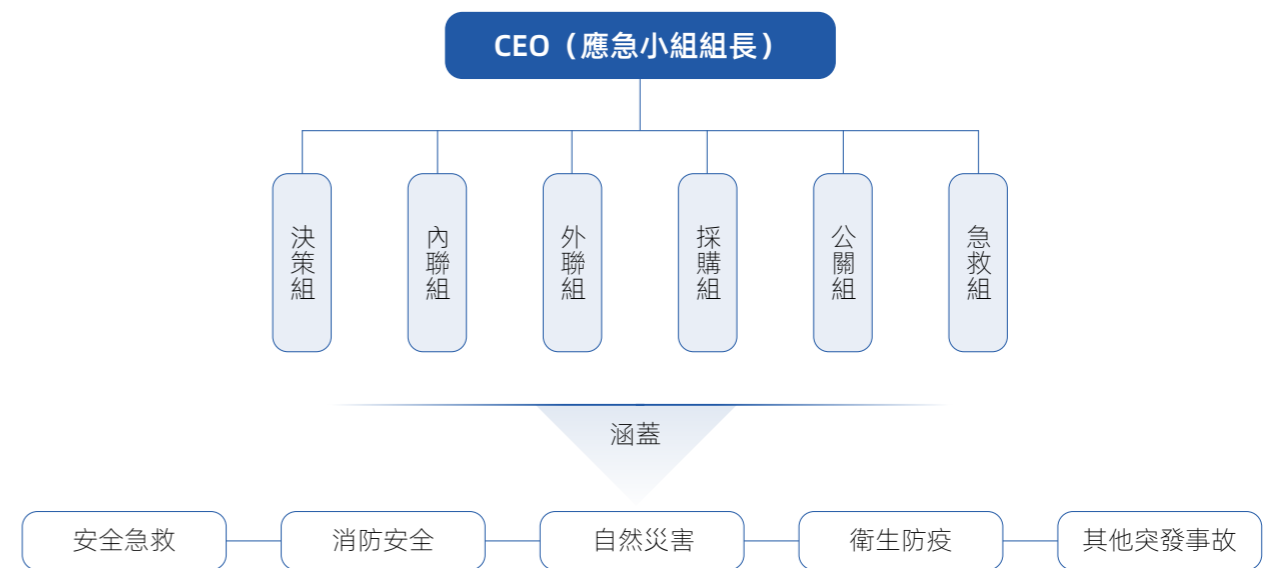 CEO（應急小組組長）
決策組
內聯組
外聯組
採購組
公關組
急救組
涵蓋
安全急救
消防安全
自然災害
衛生防疫
其他突發事故